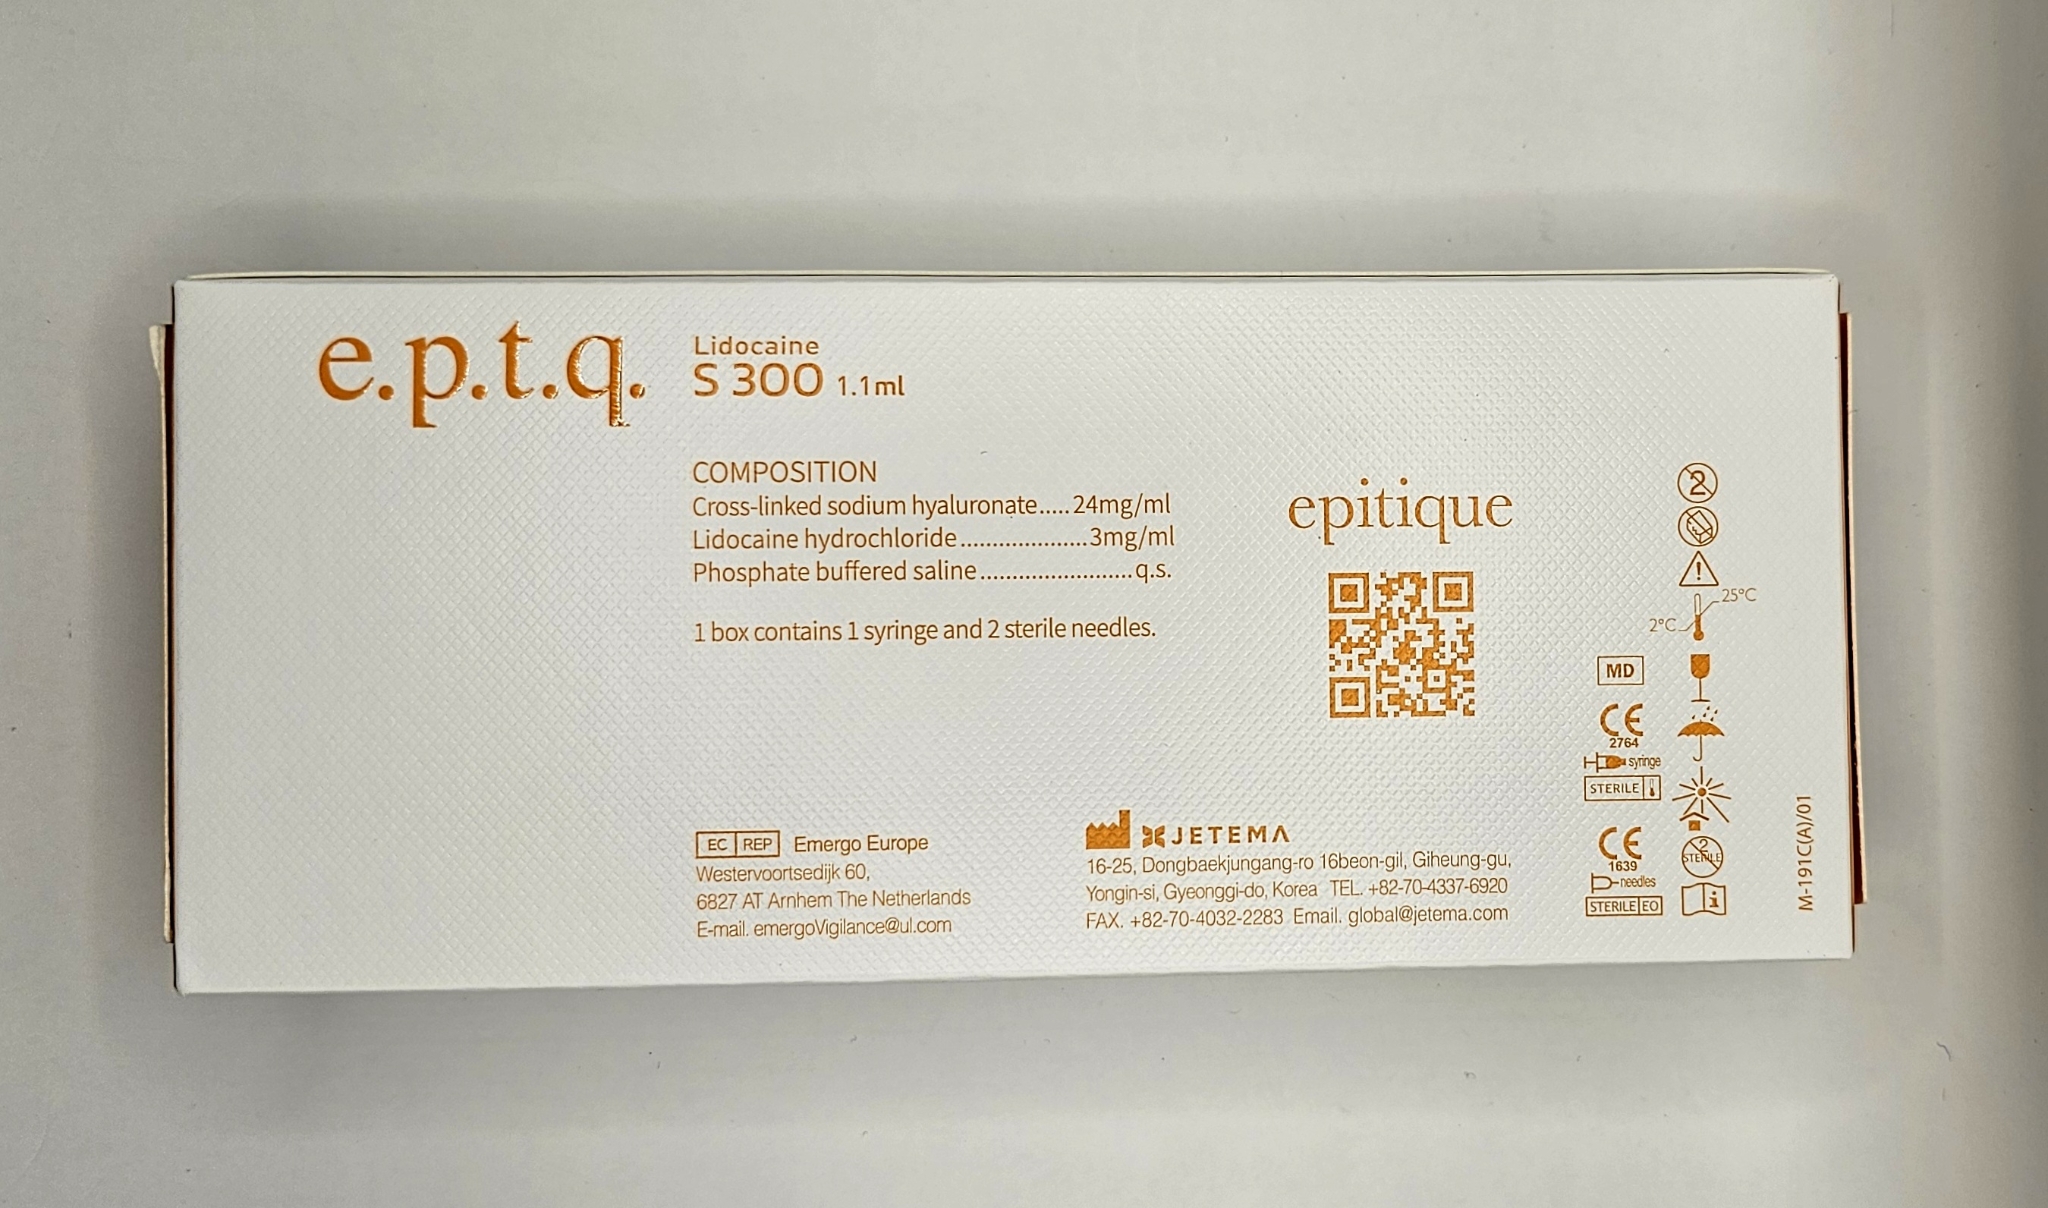 e.p.t.q.
Lidocaine
S 300 1.1ml
COMPOSITION
Cross-linked sodium hyaluronate.....24mg/ml
Lidocaine hydrochloride....................3mg/ml
Phosphate buffered saline........................q.s.
1 box contains 1 syringe and 2 sterile needles.
epitique
EC REP Emergo Europe
Westervoortsedijk 60,
6827 AT Arnhem The Netherlands
E-mail. emergoVigilance@ul.com
JETEMA
16-25, Dongbaekjungang-ro 16beon-gil, Giheung-gu,
Yongin-si, Gyeonggi-do, Korea TEL. +82-70-4337-6920
FAX. +82-70-4032-2283 Email. global@jetema.com
2
25°C
2°C
MD
CE
2764
syringe
STERILE
CE
1639
needles
STERILE EO
2
STERILE
i
M-191C(A)/01